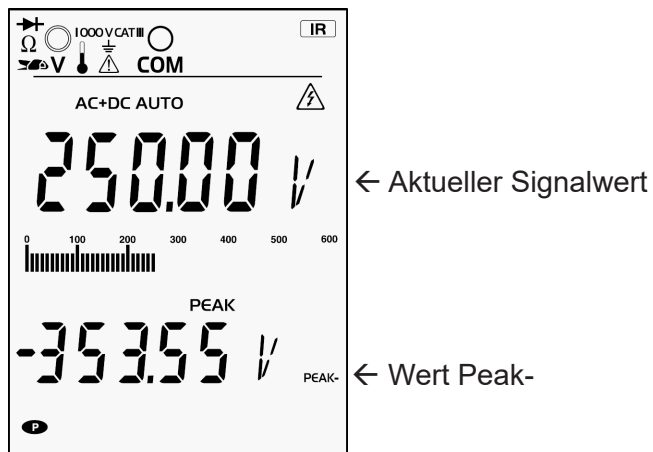 1000 V CAT III
IR
Ω
V
COM
AC+DC AUTO
250.00 V
← Aktueller Signalwert
0 100 200 300 400 500 600
PEAK
-353.55 V
PEAK-
← Wert Peak-
P